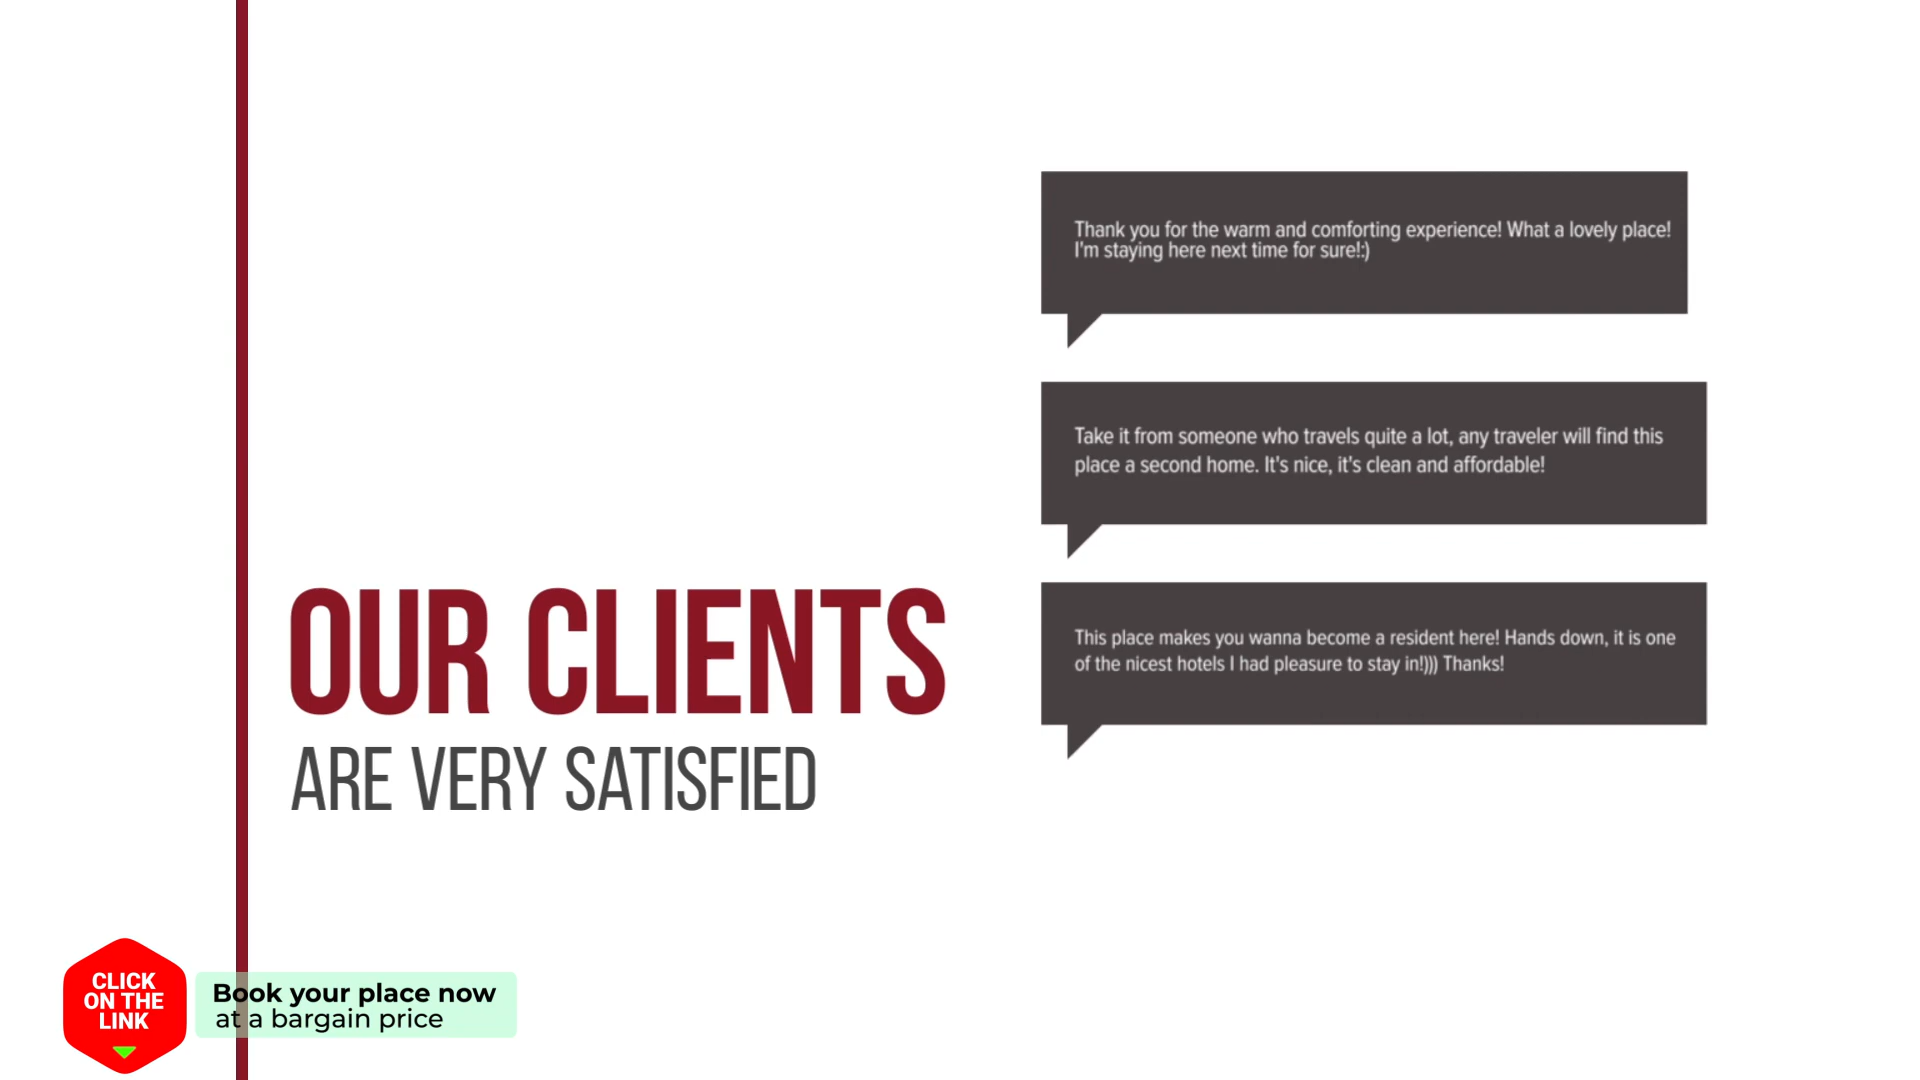 Thank you for the warm and comforting experience! What a lovely place!
I'm staying here next time for sure!:)
Take it from someone who travels quite a lot, any traveler will find this
place a second home. It's nice, it's clean and affordable!
This place makes you wanna become a resident here! Hands down, it is one
of the nicest hotels I had pleasure to stay in!))) Thanks!
OUR CLIENTS
ARE VERY SATISFIED
CLICK
ON THE
LINK
Book your place now
at a bargain price